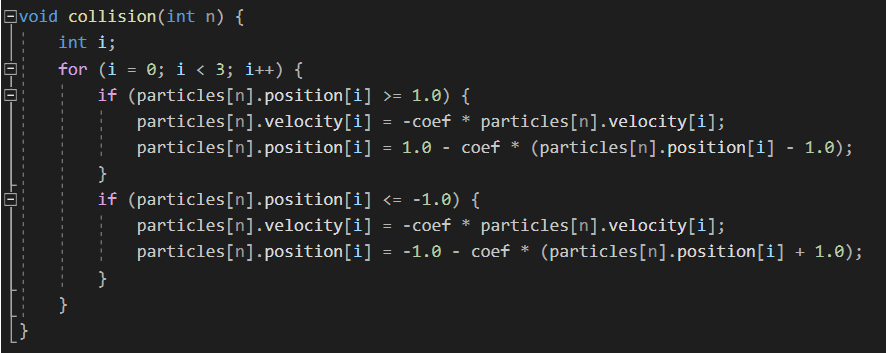 void collision(int n) {
    int i;
    for (i = 0; i < 3; i++) {
        if (particles[n].position[i] >= 1.0) {
            particles[n].velocity[i] = -coef * particles[n].velocity[i];
            particles[n].position[i] = 1.0 - coef * (particles[n].position[i] - 1.0);
        }
        if (particles[n].position[i] <= -1.0) {
            particles[n].velocity[i] = -coef * particles[n].velocity[i];
            particles[n].position[i] = -1.0 - coef * (particles[n].position[i] + 1.0);
        }
    }
}